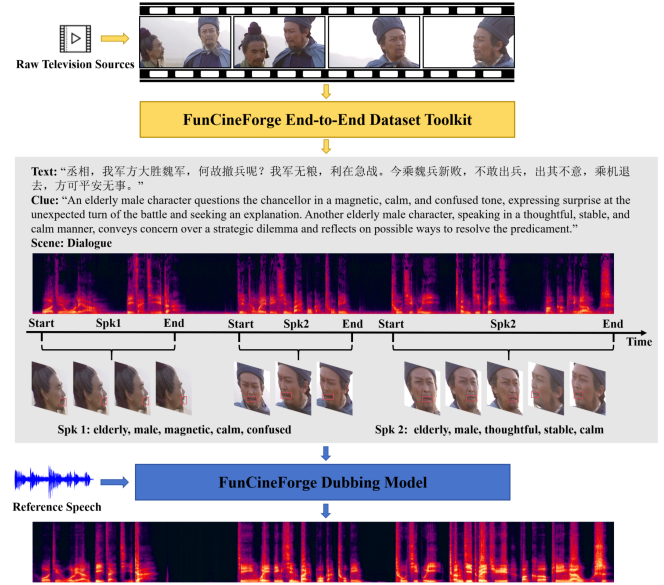 Raw Television Sources
FunCineForge End-to-End Dataset Toolkit
Text: “丞相，我军方大胜魏军，何故撤兵呢？我军无粮，利在急战。今乘魏兵新败，不敢出兵，出其不意，乘机退
去，方可平安无事。”
Clue: “An elderly male character questions the chancellor in a magnetic, calm, and confused tone, expressing surprise at the
unexpected turn of the battle and seeking an explanation. Another elderly male character, speaking in a thoughtful, stable, and
calm manner, conveys concern over a strategic dilemma and reflects on possible ways to resolve the predicament.”
Scene: Dialogue
Start Spk1 End Start Spk2 End Start Spk2 End
Time
Spk 1: elderly, male, magnetic, calm, confused
Spk 2: elderly, male, thoughtful, stable, calm
FunCineForge Dubbing Model
Reference Speech